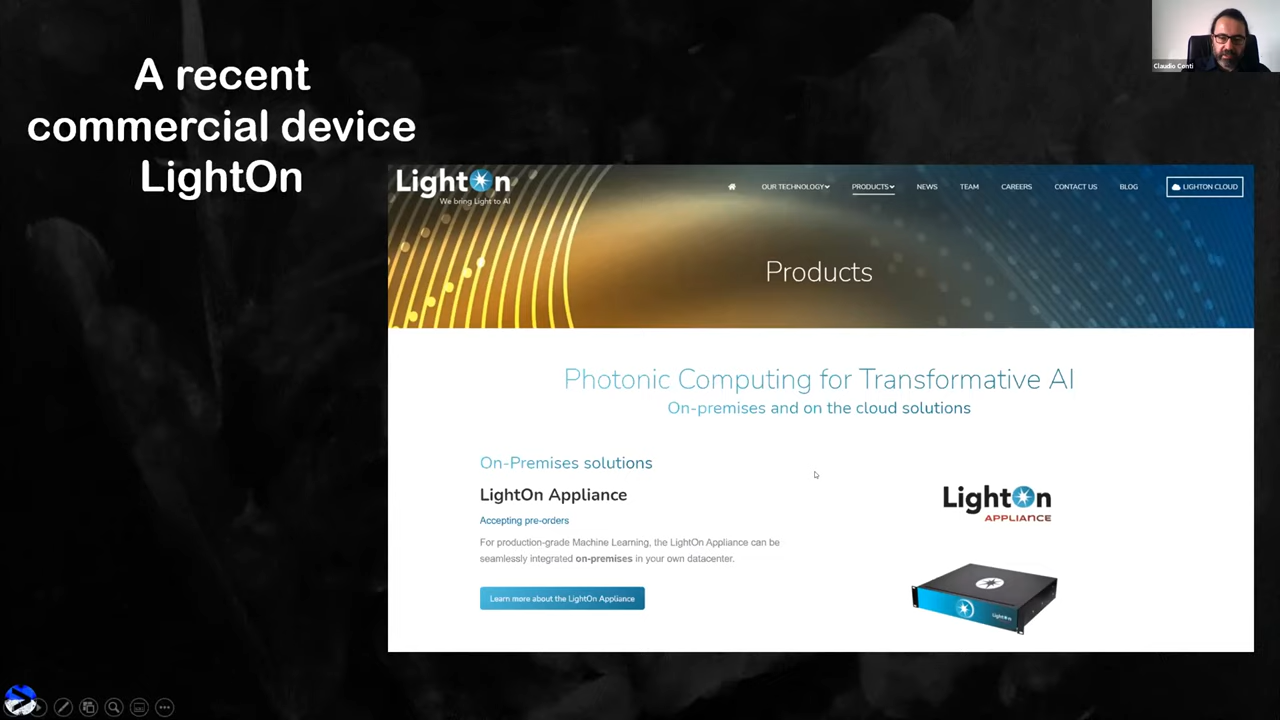 A recent
commercial device
LightOn
Claudio Conti
LightOn
We bring Light to AI
OUR TECHNOLOGY
PRODUCTS
NEWS
TEAM
CAREERS
CONTACT US
BLOG
LIGHTON CLOUD
Products
Photonic Computing for Transformative AI
On-premises and on the cloud solutions
On-Premises solutions
LightOn Appliance
Accepting pre-orders
For production-grade Machine Learning, the LightOn Appliance can be
seamlessly integrated on-premises in your own datacenter.
Learn more about the LightOn Appliance
LightOn
APPLIANCE
LightOn